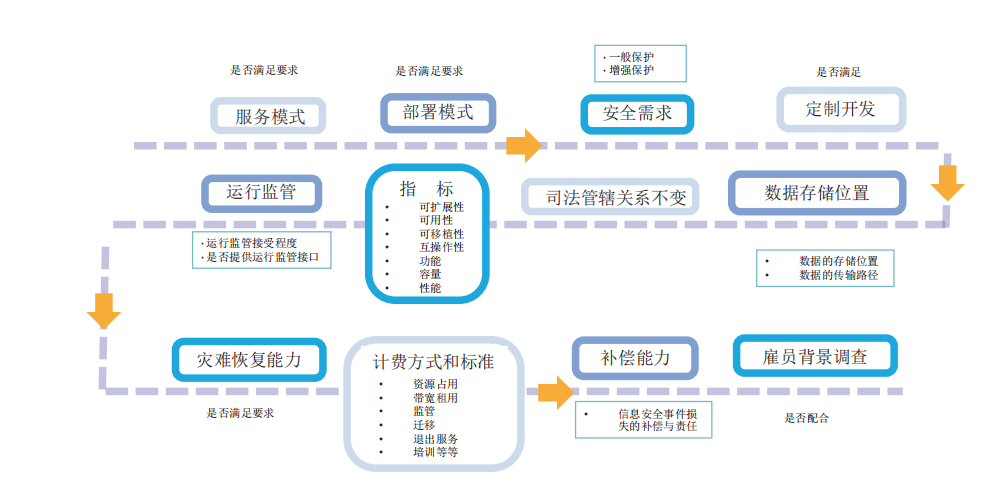 是否满足要求
服务模式
是否满足要求
部署模式
· 一般保护
· 增强保护
安全需求
是否满足
定制开发
数据存储位置
• 数据的存储位置
• 数据的传输路径
司法管辖关系不变
指 标
• 可扩展性
• 可用性
• 可移植性
• 互操作性
• 功能
• 容量
• 性能
运行监管
· 运行监管接受程度
· 是否提供运行监管接口
灾难恢复能力
是否满足要求
计费方式和标准
• 资源占用
• 带宽租用
• 监管
• 迁移
• 退出服务
• 培训等等
补偿能力
• 信息安全事件损
失的补偿与责任
雇员背景调查
是否配合